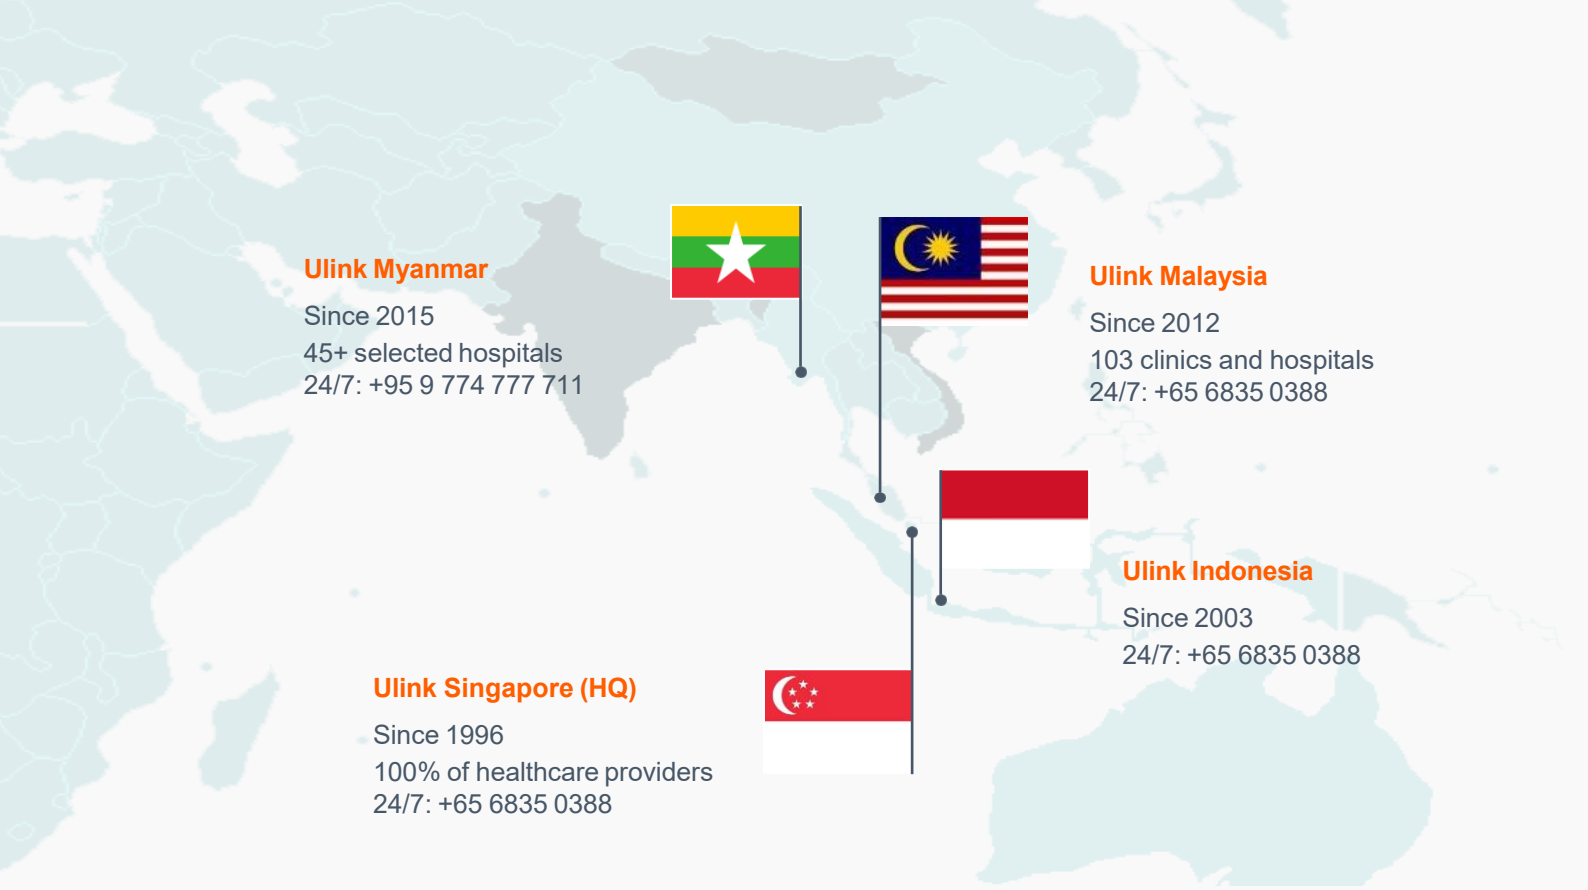 Ulink Myanmar
Since 2015
45+ selected hospitals
24/7: +95 9 774 777 711
Ulink Malaysia
Since 2012
103 clinics and hospitals
24/7: +65 6835 0388
Ulink Indonesia
Since 2003
24/7: +65 6835 0388
Ulink Singapore (HQ)
Since 1996
100% of healthcare providers
24/7: +65 6835 0388